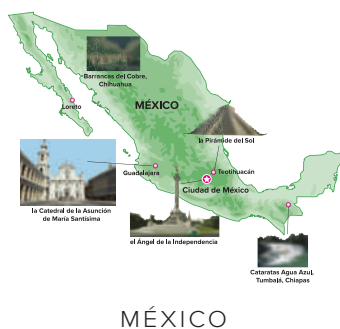 Barrancas del Cobre,
Chihuahua
Loreto
MÉXICO
la Pirámide del Sol
Teotihuacán
Guadalajara
Ciudad de México
la Catedral de la Asunción
de María Santísima
el Ángel de la Independencia
Cataratas Agua Azul,
Tumbalá, Chiapas
MÉXICO